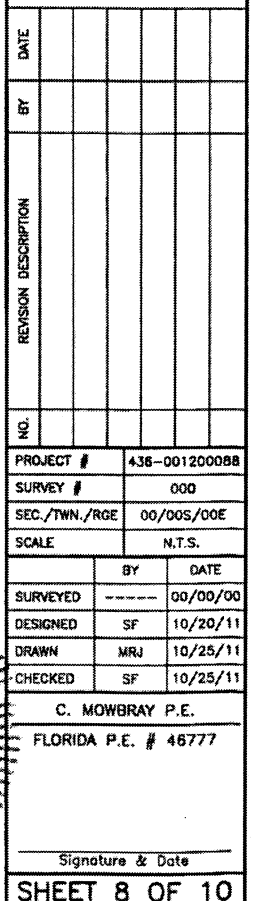 NO. REVISION DESCRIPTION BY DATE
PROJECT # 436-001200088
SURVEY # 000
SEC./TWN./RGE 00/00S/00E
SCALE N.T.S.
BY DATE
SURVEYED ----- 00/00/00
DESIGNED SF 10/20/11
DRAWN MRJ 10/25/11
CHECKED SF 10/25/11
C. MOWBRAY P.E.
FLORIDA P.E. # 46777
Signature & Date
SHEET 8 OF 10